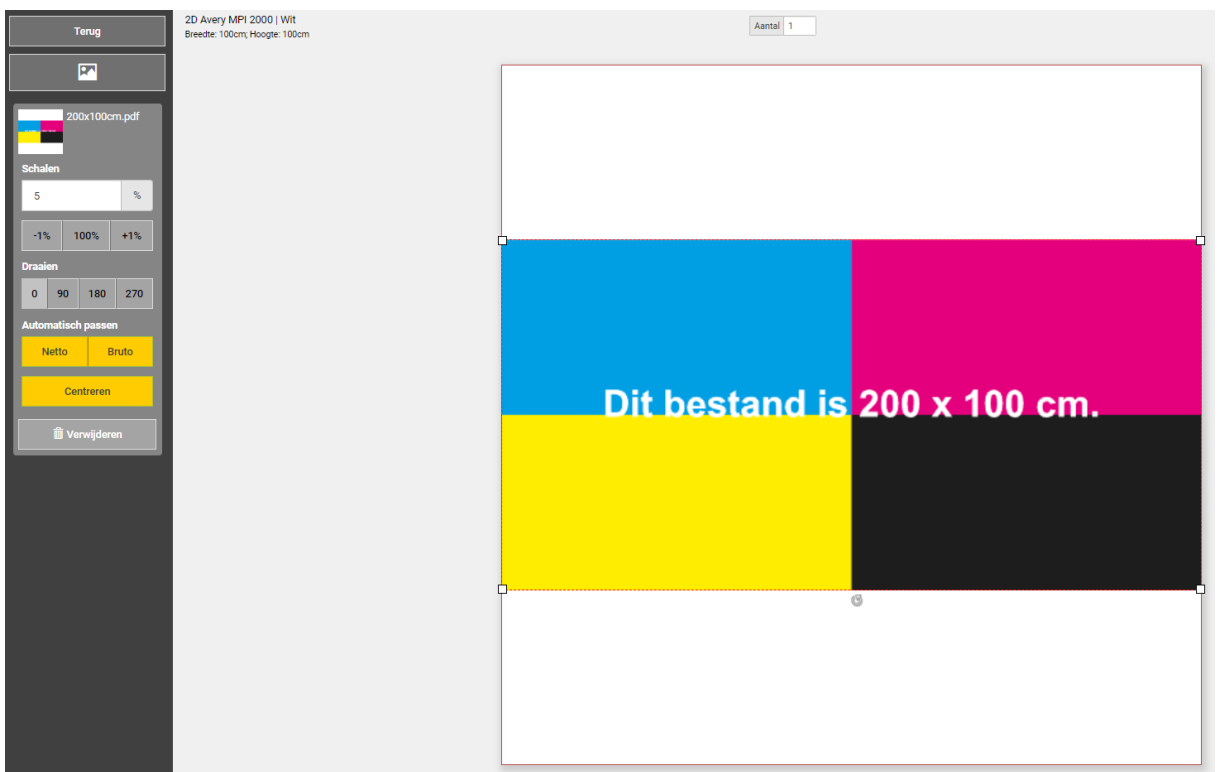 Terug
2D Avery MPI 2000 | Wit
Breedte: 100cm; Hoogte: 100cm
Aantal 1
200x100cm.pdf
Schalen
5 %
-1% 100% +1%
Draaien
0 90 180 270
Automatisch passen
Netto Bruto
Centreren
Verwijderen
Dit bestand is 200 x 100 cm.